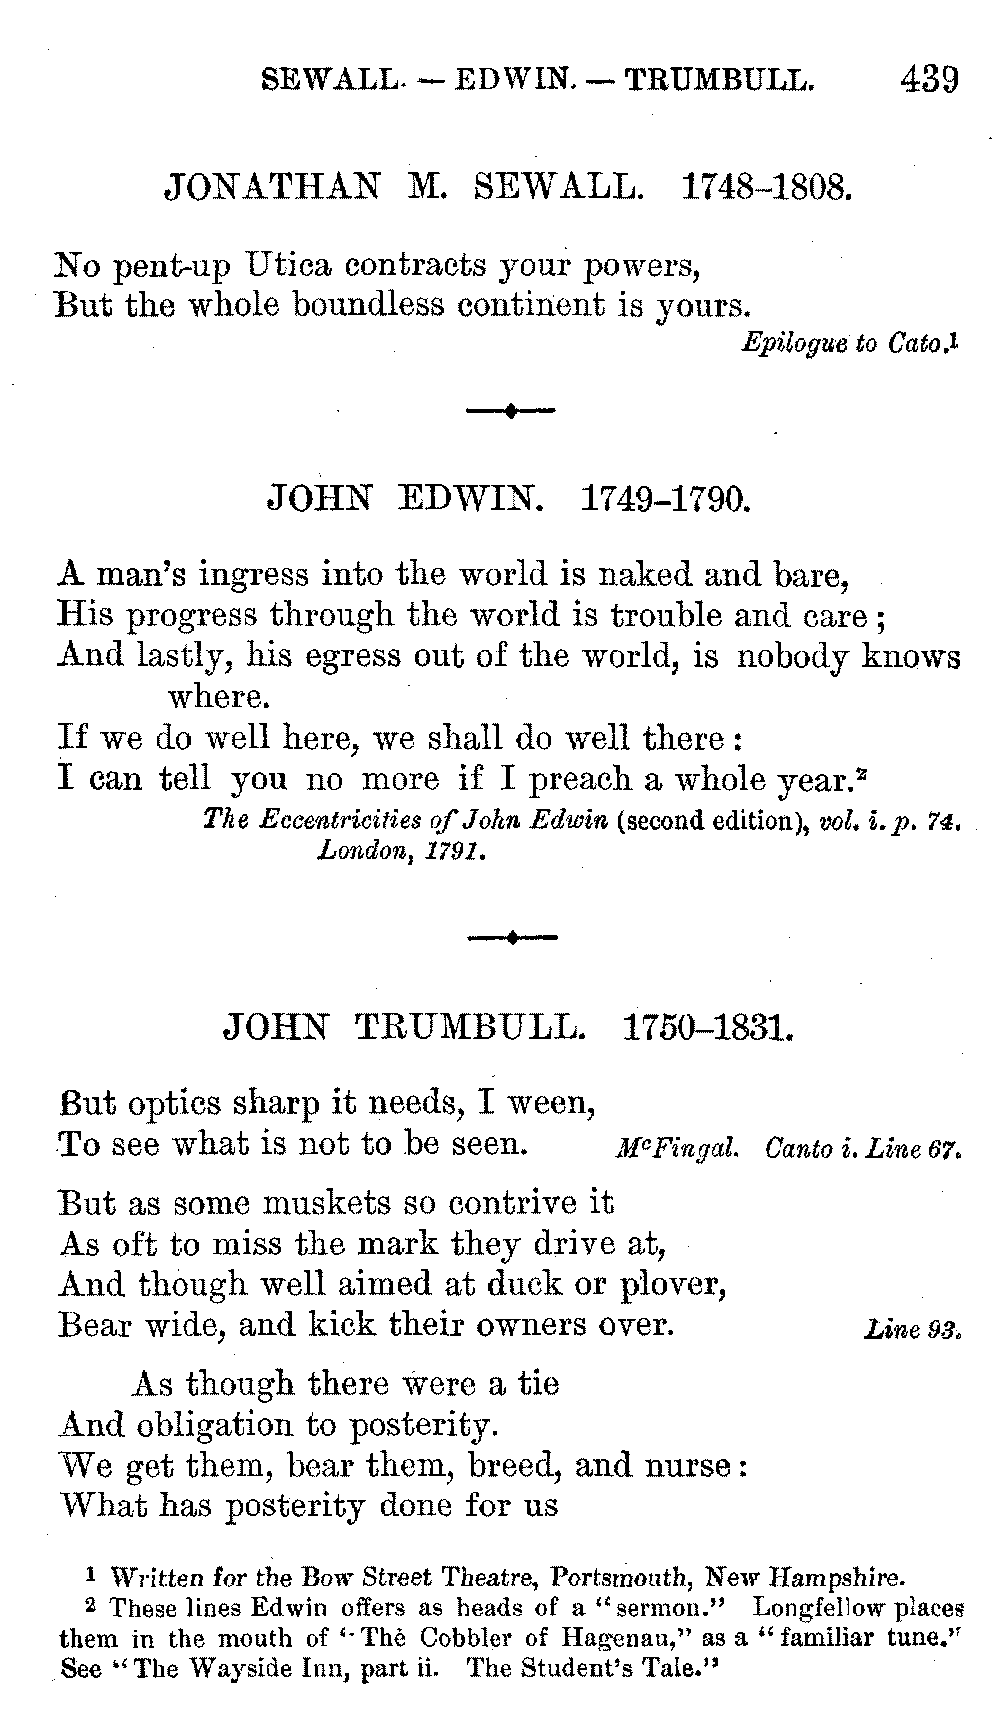 SEWALL. — EDWIN. — TRUMBULL. 439
JONATHAN M. SEWALL. 1748–1808.
No pent-up Utica contracts your powers,
But the whole boundless continent is yours.
Epilogue to Cato.¹
JOHN EDWIN. 1749–1790.
A man's ingress into the world is naked and bare,
His progress through the world is trouble and care;
And lastly, his egress out of the world, is nobody knows
where.
If we do well here, we shall do well there:
I can tell you no more if I preach a whole year.²
The Eccentricities of John Edwin (second edition), vol. i. p. 74.
London, 1791.
JOHN TRUMBULL. 1750–1831.
But optics sharp it needs, I ween,
To see what is not to be seen. McFingal. Canto i. Line 67.
But as some muskets so contrive it
As oft to miss the mark they drive at,
And though well aimed at duck or plover,
Bear wide, and kick their owners over. Line 93.
As though there were a tie
And obligation to posterity.
We get them, bear them, breed, and nurse:
What has posterity done for us
1 Written for the Bow Street Theatre, Portsmouth, New Hampshire.
2 These lines Edwin offers as heads of a "sermon." Longfellow places
them in the mouth of "The Cobbler of Hagenau," as a "familiar tune."
See "The Wayside Inn, part ii. The Student's Tale."